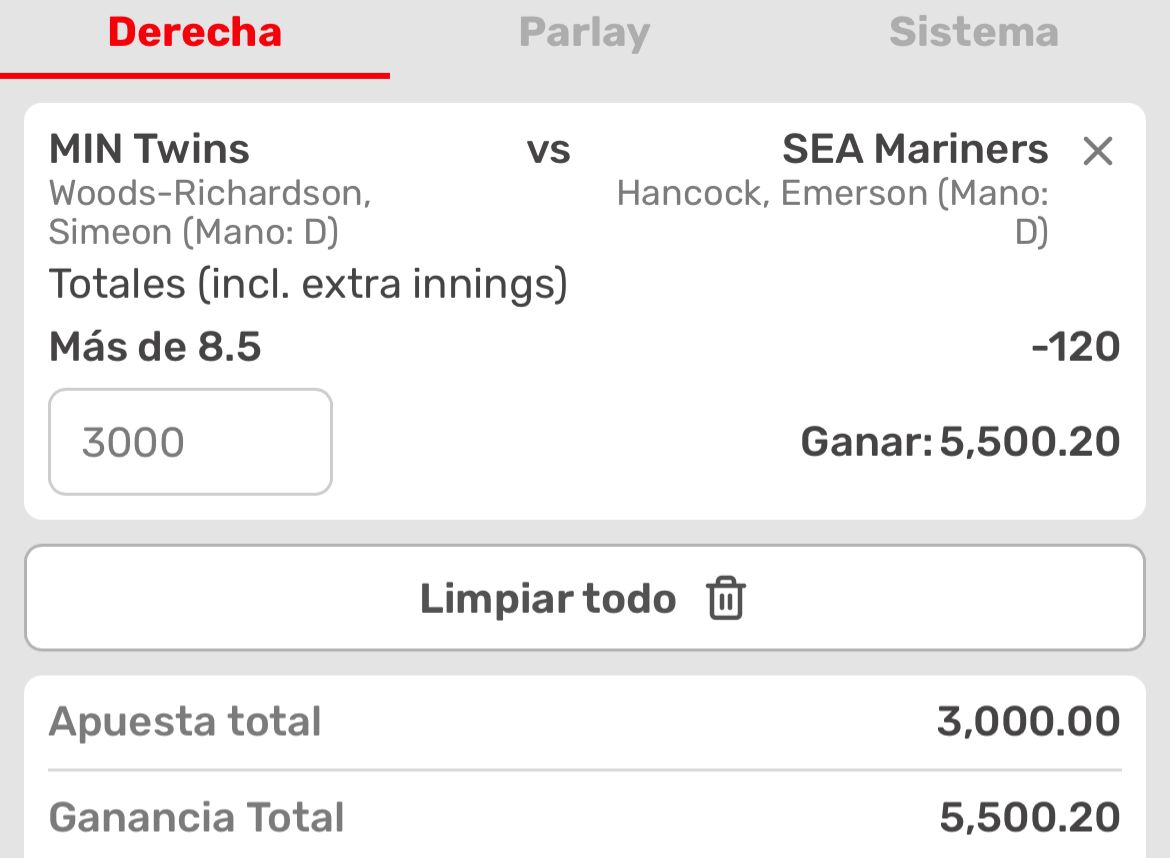 Derecha Parlay Sistema
MIN Twins vs SEA Mariners
Woods-Richardson, Hancock, Emerson (Mano:
Simeon (Mano: D) D)
Totales (incl. extra innings)
Más de 8.5 -120
3000 Ganar: 5,500.20
Limpiar todo
Apuesta total 3,000.00
Ganancia Total 5,500.20